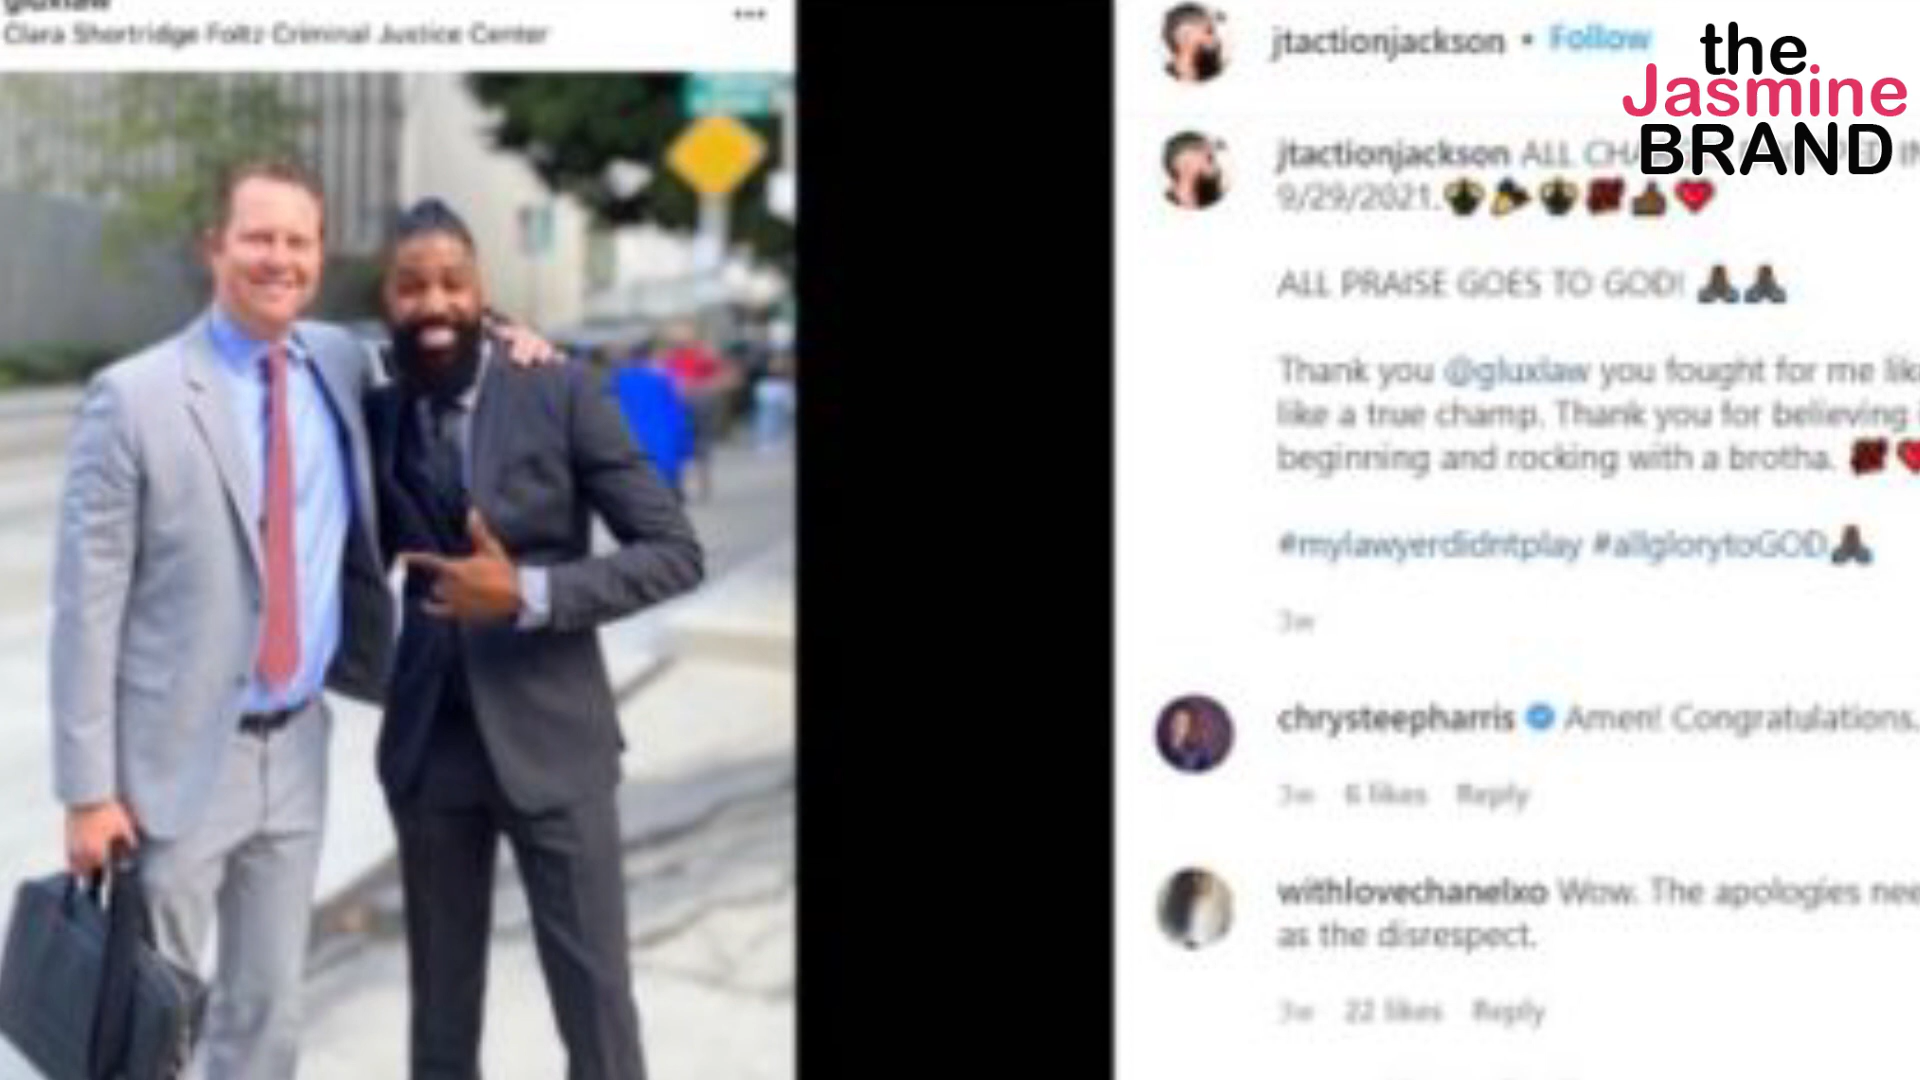 gluxlaw
Clara Shortridge Foltz Criminal Justice Center
jtactionjackson • Follow
the
Jasmine
BRAND
jtactionjackson ALL
9/29/2021.
ALL PRAISE GOES TO GOD!
Thank you @gluxlaw you fought for me
like a true champ. Thank you for believing
beginning and rocking with a brotha.
#mylawyerdidntplay #allglorytoGOD
3w
chrysteepharris Amen! Congratulations.
3w 6 likes Reply
withlovechanelxo Wow. The apologies
as the disrespect.
3w 22 likes Reply